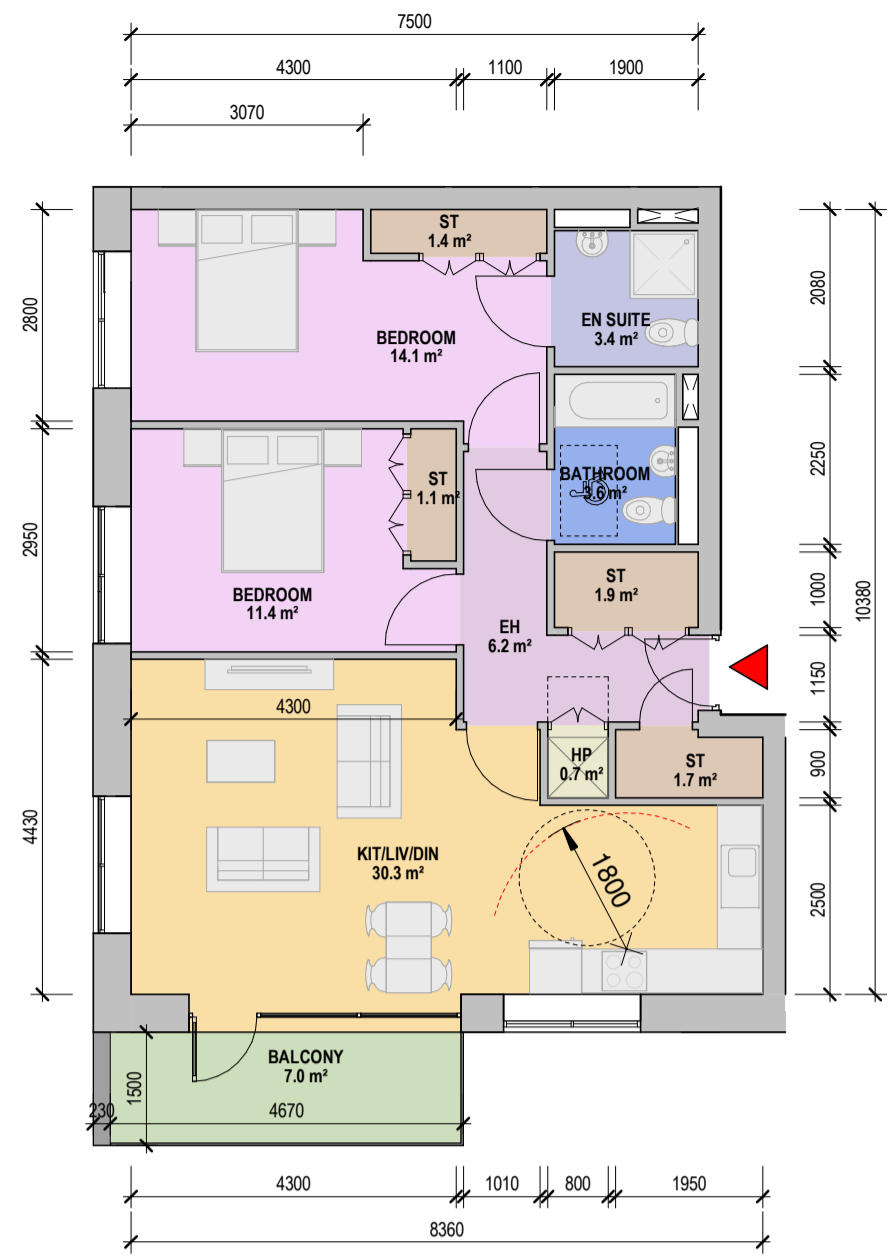 7500
4300
1100
1900
3070
ST
1.4 m²
2800
2080
EN SUITE
3.4 m²
BEDROOM
14.1 m²
2250
BATHROOM
3.6 m²
ST
1.1 m²
2950
ST
1.9 m²
1000
10380
BEDROOM
11.4 m²
EH
6.2 m²
1150
4300
HP
0.7 m²
ST
1.7 m²
900
4430
KIT/LIV/DIN
30.3 m²
1800
2500
BALCONY
7.0 m²
1500
230
4670
4300
1010
800
1950
8360